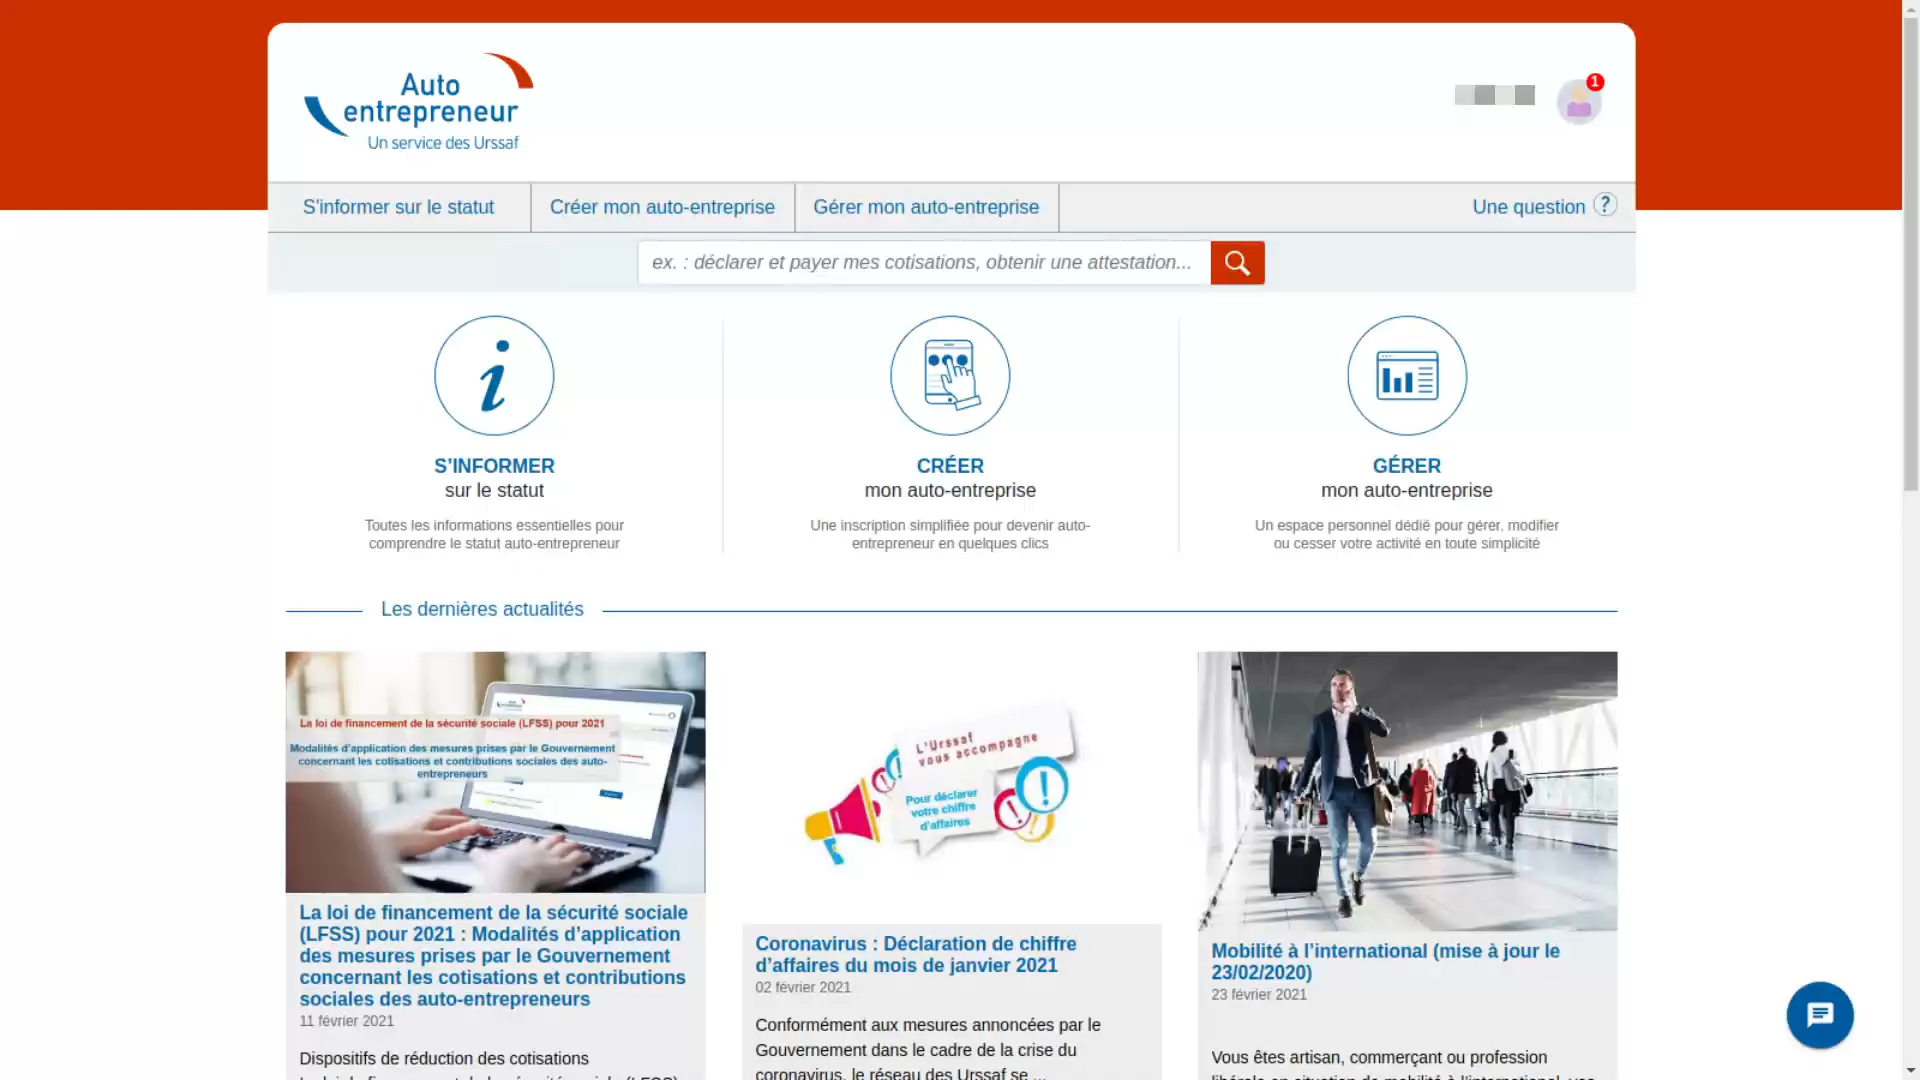 Auto
entrepreneur
Un service des Urssaf
1
S'informer sur le statut
Créer mon auto-entreprise
Gérer mon auto-entreprise
Une question ?
ex. : déclarer et payer mes cotisations, obtenir une attestation...
S'INFORMER
sur le statut
Toutes les informations essentielles pour
comprendre le statut auto-entrepreneur
CRÉER
mon auto-entreprise
Une inscription simplifiée pour devenir auto-
entrepreneur en quelques clics
GÉRER
mon auto-entreprise
Un espace personnel dédié pour gérer, modifier
ou cesser votre activité en toute simplicité
Les dernières actualités
La loi de financement de la sécurité sociale (LFSS) pour 2021
Modalités d'application des mesures prises par le Gouvernement
concernant les cotisations et contributions sociales des auto-
entrepreneurs
La loi de financement de la sécurité sociale
(LFSS) pour 2021 : Modalités d’application
des mesures prises par le Gouvernement
concernant les cotisations et contributions
sociales des auto-entrepreneurs
11 février 2021
Dispositifs de réduction des cotisations
L'Urssaf
vous accompagne
Pour déclarer
votre chiffre
d'affaires
Coronavirus : Déclaration de chiffre
d’affaires du mois de janvier 2021
02 février 2021
Conformément aux mesures annoncées par le
Gouvernement dans le cadre de la crise du
coronavirus, le réseau des Urssaf se ...
Mobilité à l’international (mise à jour le
23/02/2020)
23 février 2021
Vous êtes artisan, commerçant ou profession